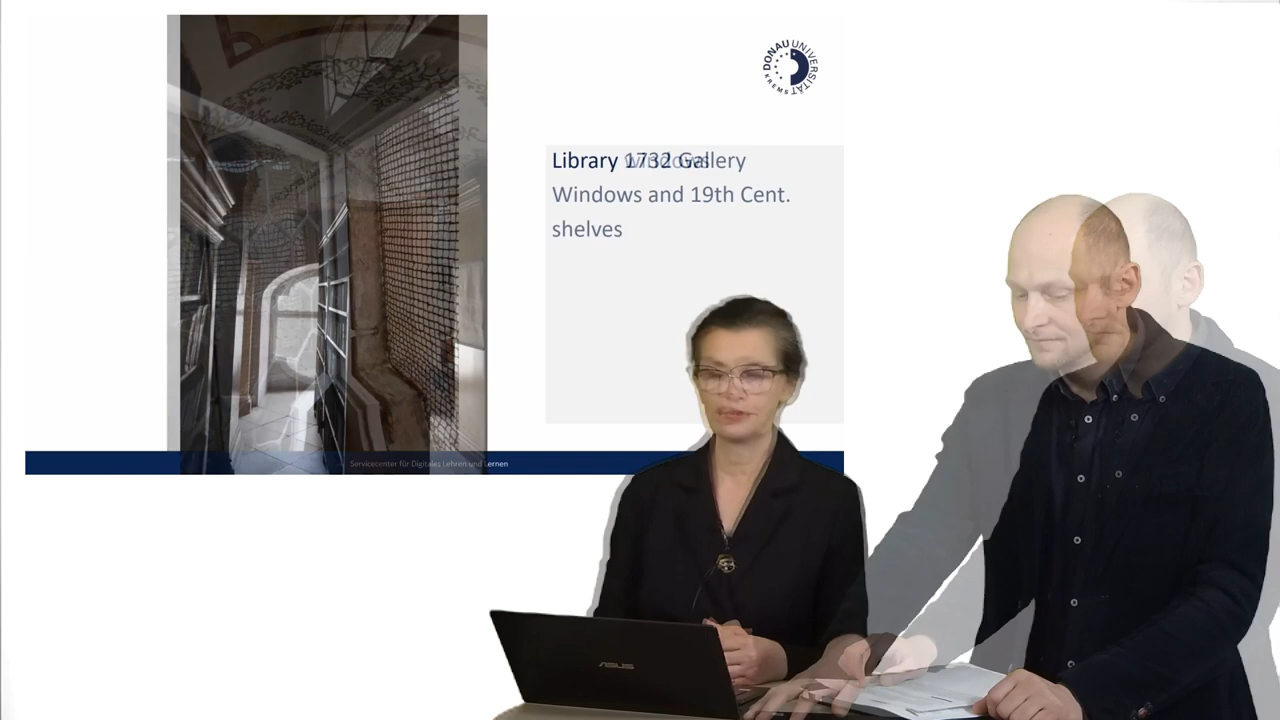 DONAU UNIVERSITÄT
KREMS
Library 1732 Gallery
Windows and 19th Cent.
shelves
Servicecenter für Digitales Lehren und Lernen
ASUS